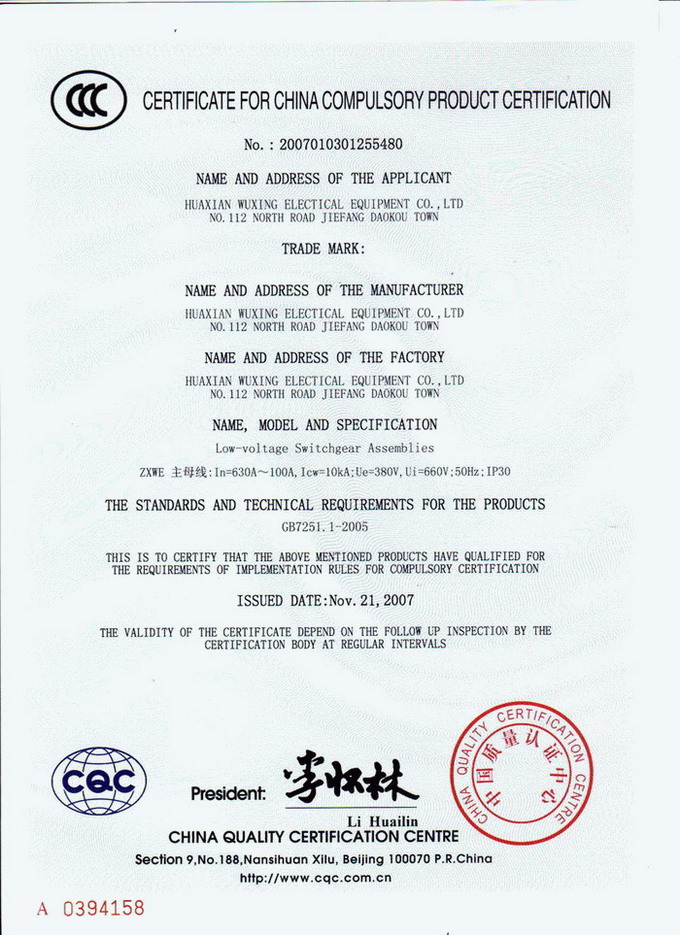 CCC CERTIFICATE FOR CHINA COMPULSORY PRODUCT CERTIFICATION
No.: 2007010301255480
NAME AND ADDRESS OF THE APPLICANT
HUAXIAN WUXING ELECTICAL EQUIPMENT CO.,LTD
NO.112 NORTH ROAD JIEFANG DAOKOU TOWN
TRADE MARK:
NAME AND ADDRESS OF THE MANUFACTURER
HUAXIAN WUXING ELECTICAL EQUIPMENT CO.,LTD
NO.112 NORTH ROAD JIEFANG DAOKOU TOWN
NAME AND ADDRESS OF THE FACTORY
HUAXIAN WUXING ELECTICAL EQUIPMENT CO.,LTD
NO.112 NORTH ROAD JIEFANG DAOKOU TOWN
NAME, MODEL AND SPECIFICATION
Low-voltage Switchgear Assemblies
ZXWE 主母线:In=630A～100A,Icw=10kA;Ue=380V,Ui=660V;50Hz;IP30
THE STANDARDS AND TECHNICAL REQUIREMENTS FOR THE PRODUCTS
GB7251.1-2005
THIS IS TO CERTIFY THAT THE ABOVE MENTIONED PRODUCTS HAVE QUALIFIED FOR
THE REQUIREMENTS OF IMPLEMENTATION RULES FOR COMPULSORY CERTIFICATION
ISSUED DATE:Nov.21,2007
THE VALIDITY OF THE CERTIFICATE DEPEND ON THE FOLLOW UP INSPECTION BY THE
CERTIFICATION BODY AT REGULAR INTERVALS
CHINA QUALITY CERTIFICATION CENTRE
中国质量认证中心
CQC
President: 李怀林
Li Huailin
CHINA QUALITY CERTIFICATION CENTRE
Section 9,No.188,Nansihuan Xilu, Beijing 100070 P.R.China
http://www.cqc.com.cn
A 0394158